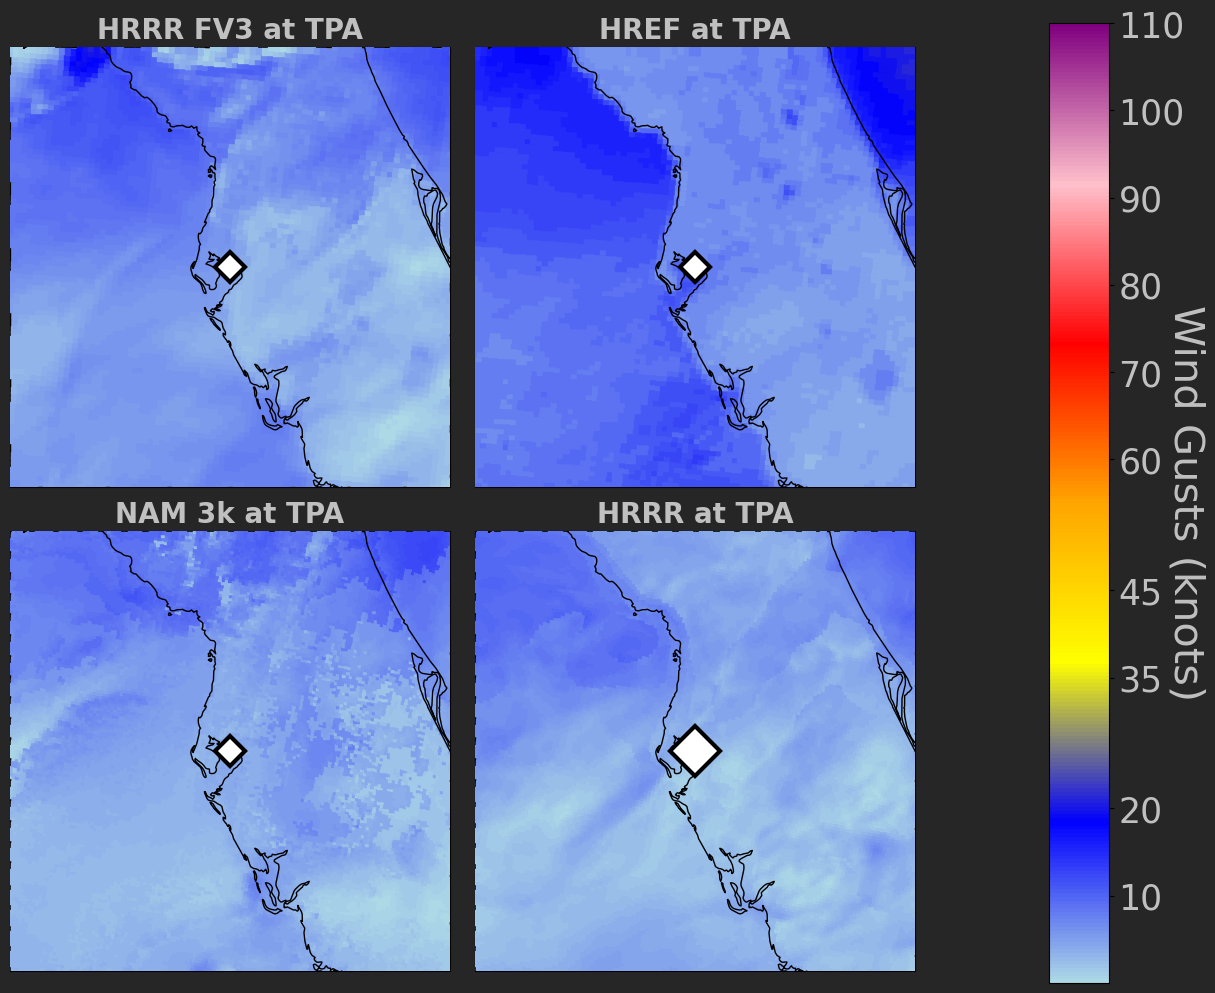 HRRR FV3 at TPA
HREF at TPA
NAM 3k at TPA
HRRR at TPA
110
100
90
80
70
60
45
35
20
10
Wind Gusts (knots)